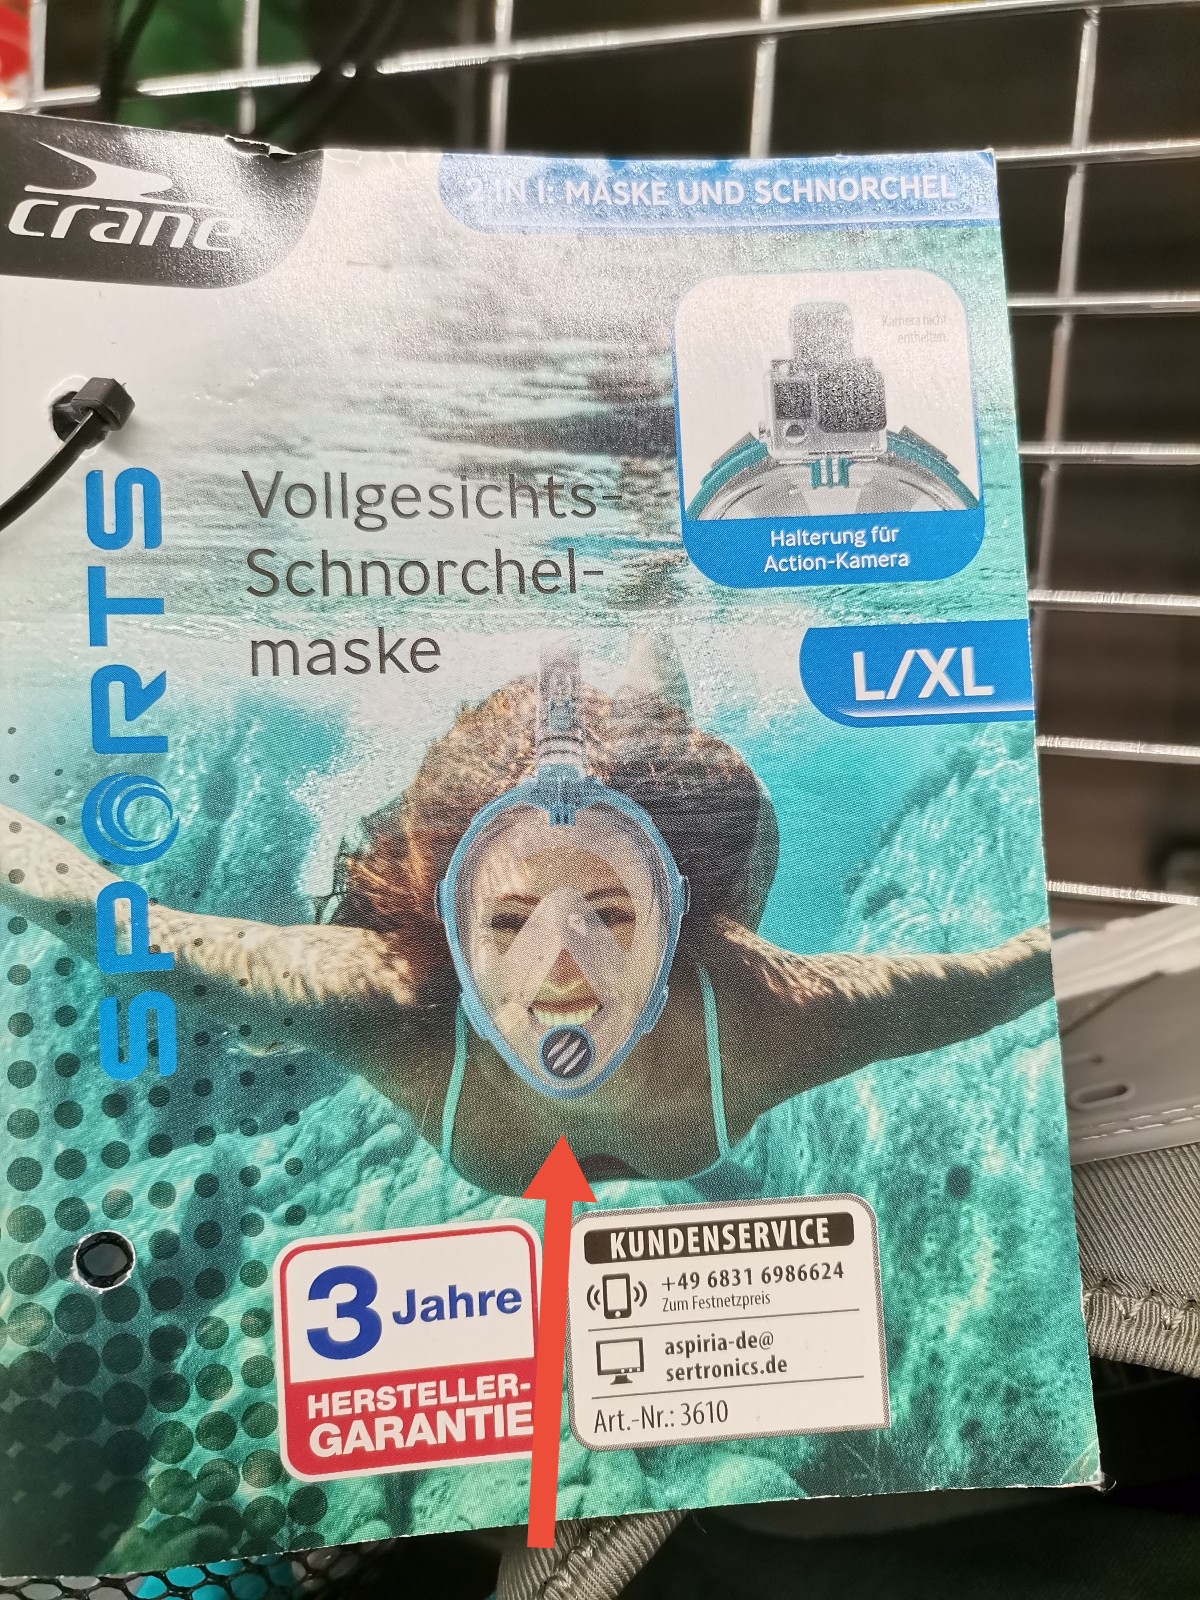 crane
2 IN 1: MASKE UND SCHNORCHEL
Kamera nicht
enthalten.
Halterung für
Action-Kamera
SPORTS
Vollgesichts-
Schnorchel-
maske
L/XL
3 Jahre
HERSTELLER-
GARANTIE
KUNDENSERVICE
+49 6831 6986624
Zum Festnetzpreis
aspiria-de@
sertronics.de
Art.-Nr.: 3610